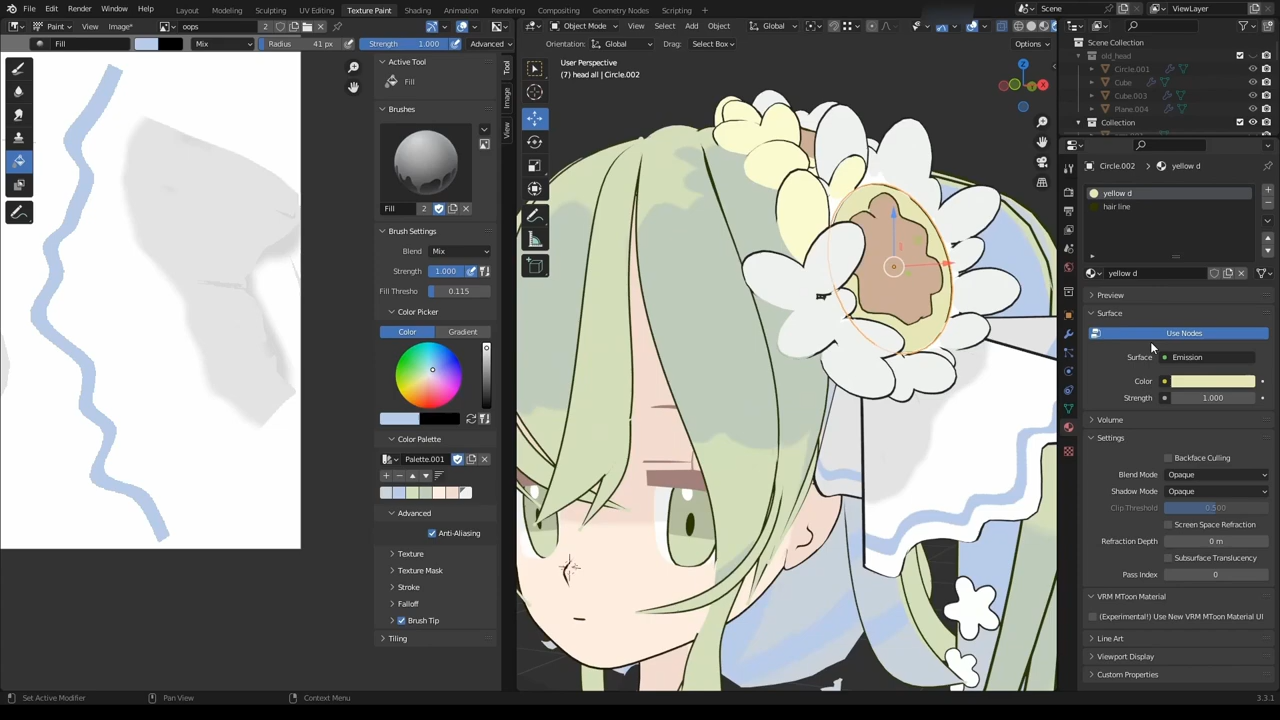 File Edit Render Window Help Layout Modeling Sculpting UV Editing Texture Paint Shading Animation Rendering Compositing Geometry Nodes Scripting + Scene ViewLayer
Paint View Image* oops 2 Object Mode View Select Add Object Global
Fill Mix Radius 41 px Strength 1.000 Advanced Orientation: Global Drag: Select Box Options
Scene Collection
old_head
Circle.001
Cube
Cube.003
Plane.004
Collection
Active Tool
Fill
Brushes
Fill 2
Brush Settings
Blend Mix
Strength 1.000
Fill Thresho 0.115
Color Picker
Color Gradient
Color Palette
Palette.001
Advanced
Anti-Aliasing
Texture
Texture Mask
Stroke
Falloff
Brush Tip
Tiling
Tool
Image
View
User Perspective
(7) head all | Circle.002
Circle.002 yellow d
yellow d
hair line
yellow d
Preview
Surface
Use Nodes
Surface Emission
Color
Strength 1.000
Volume
Settings
Backface Culling
Blend Mode Opaque
Shadow Mode Opaque
Clip Threshold 0.500
Screen Space Refraction
Refraction Depth 0 m
Subsurface Translucency
Pass Index 0
VRM MToon Material
(Experimental!) Use New VRM MToon Material UI
Line Art
Viewport Display
Custom Properties
Set Active Modifier Pan View Context Menu 3.3.1